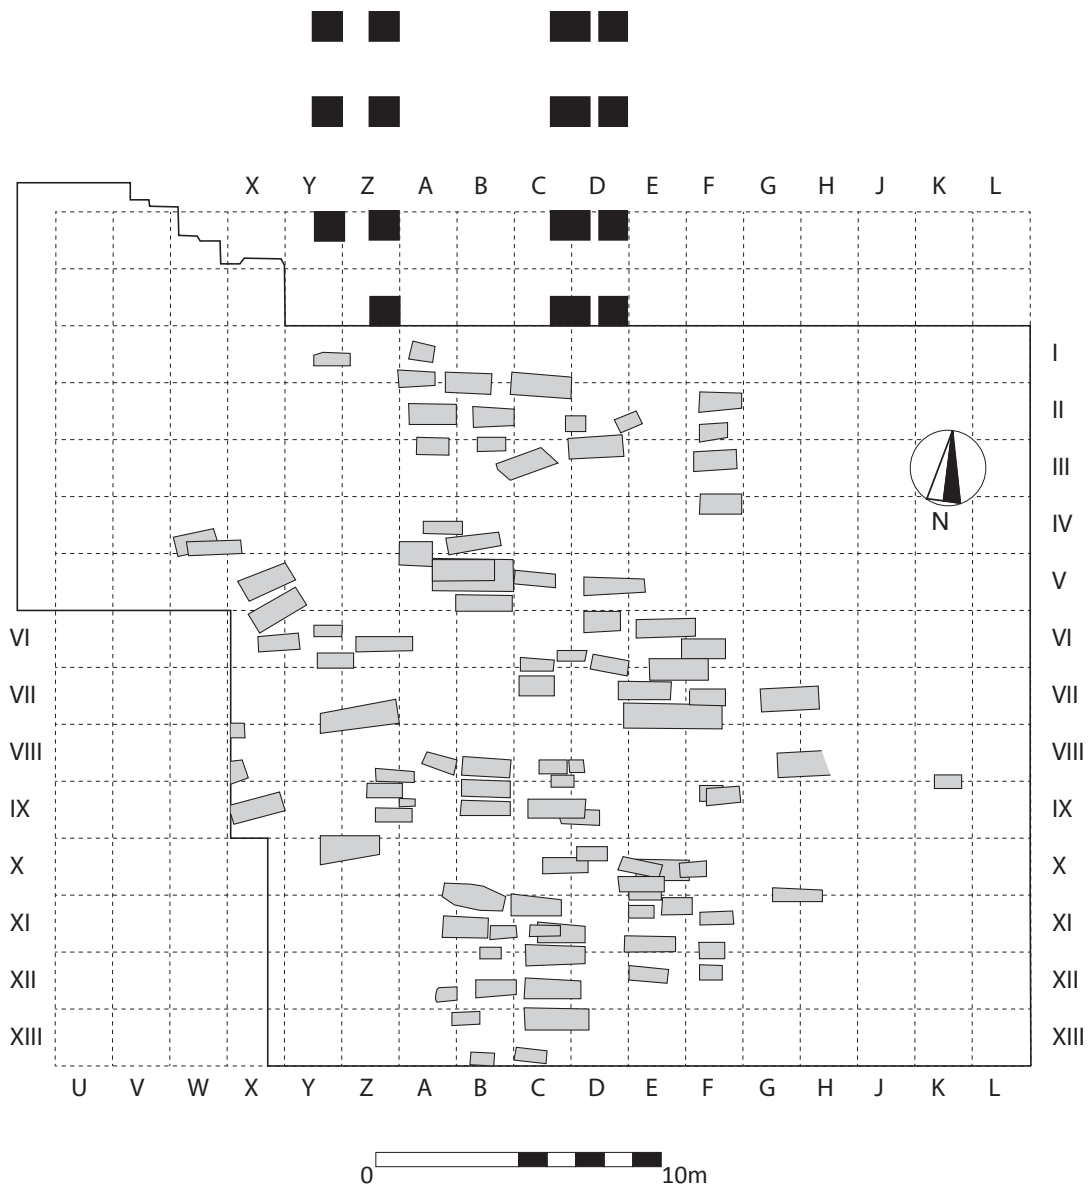 X Y Z A B C D E F G H J K L
I
II
III
N
IV
V
VI VI
VII VII
VIII VIII
IX IX
X X
XI XI
XII XII
XIII XIII
U V W X Y Z A B C D E F G H J K L
0 10m